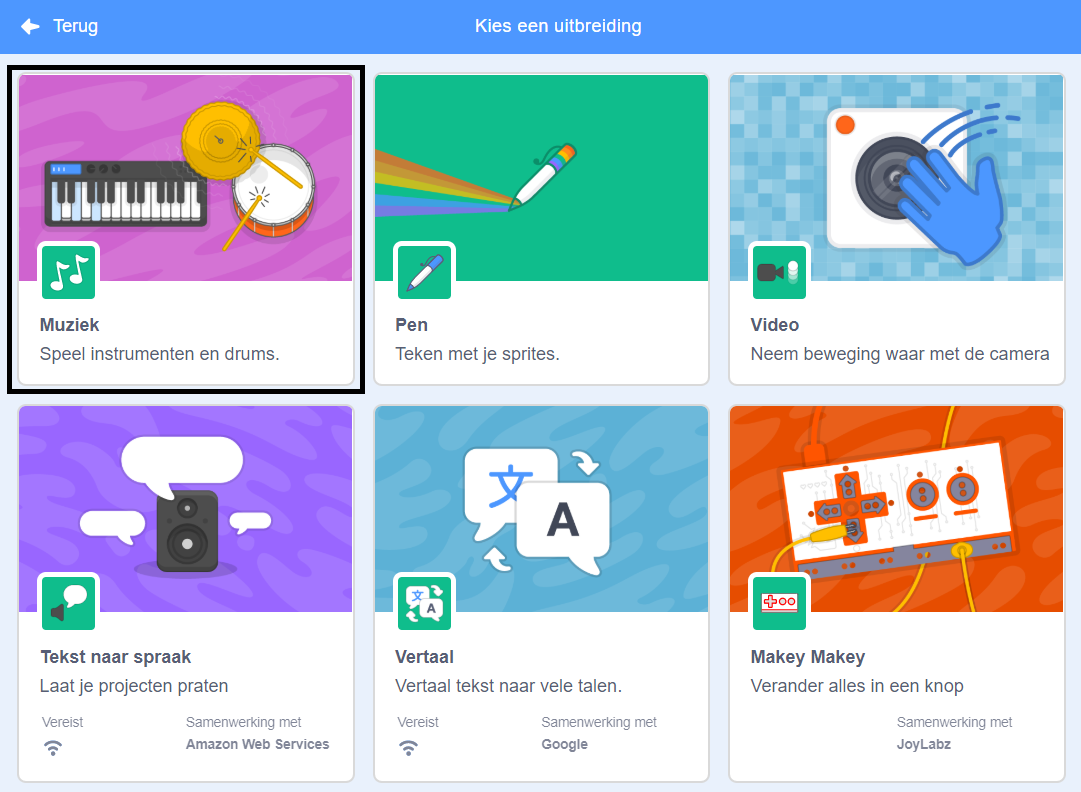 Terug
Kies een uitbreiding
Muziek
Speel instrumenten en drums.
Pen
Teken met je sprites.
Video
Neem beweging waar met de camera
文
A
文
A
Tekst naar spraak
Laat je projecten praten
Vereist
Samenwerking met
Amazon Web Services
Vertaal
Vertaal tekst naar vele talen.
Vereist
Samenwerking met
Google
Makey Makey
Verander alles in een knop
Samenwerking met
JoyLabz